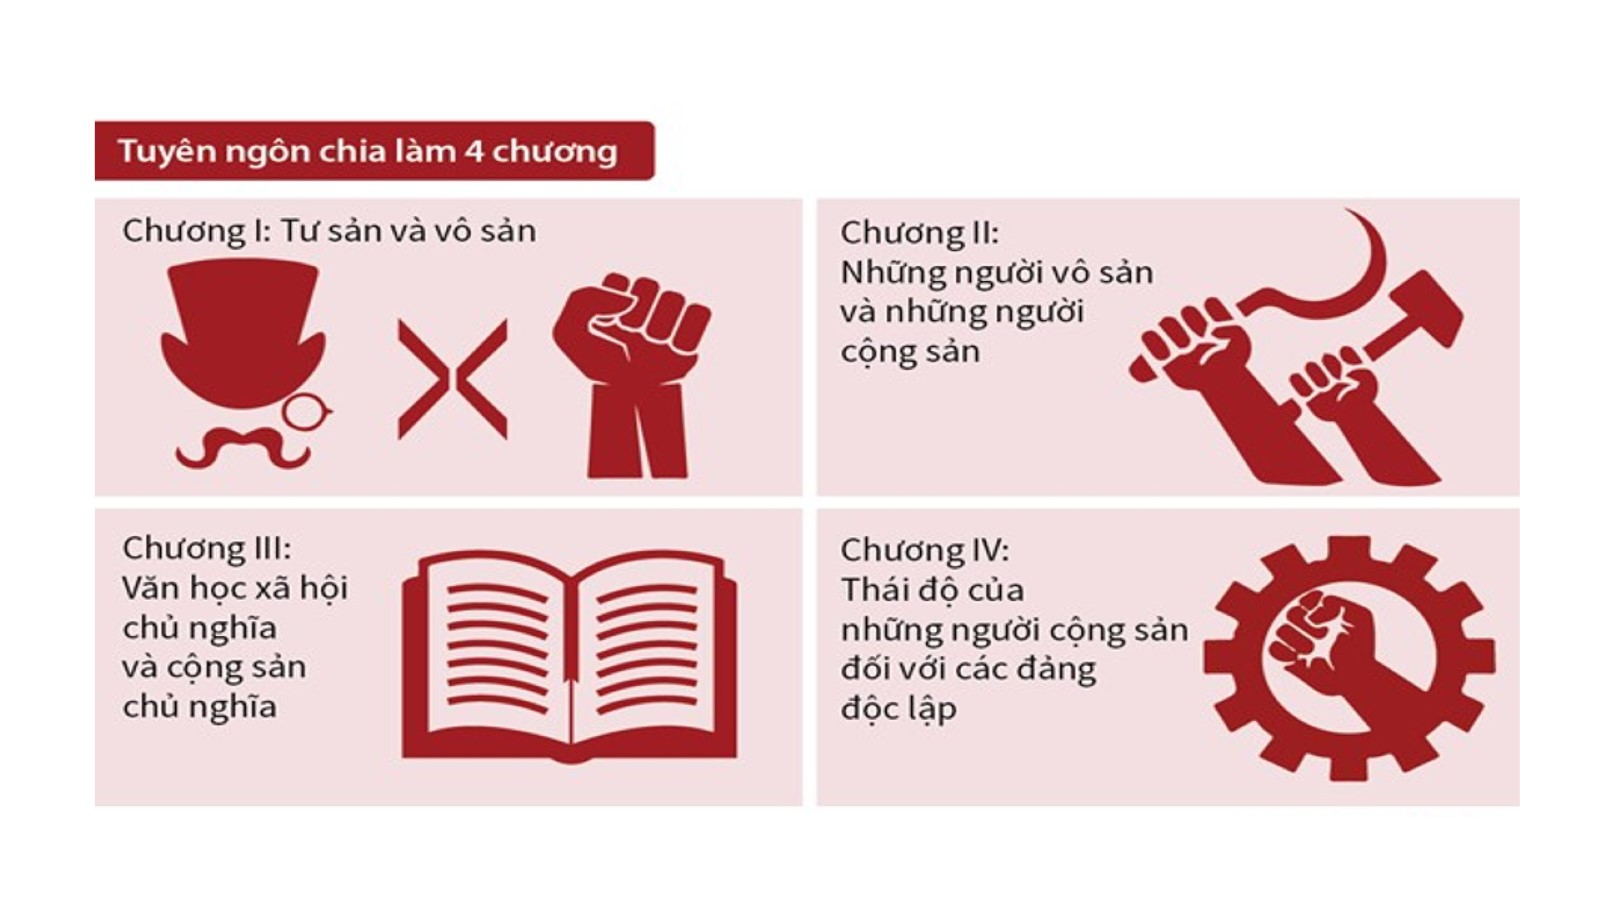 Tuyên ngôn chia làm 4 chương
Chương I: Tư sản và vô sản
Chương II:
Những người vô sản
và những người
cộng sản
Chương III:
Văn học xã hội
chủ nghĩa
và cộng sản
chủ nghĩa
Chương IV:
Thái độ của
những người cộng sản
đối với các đảng
độc lập